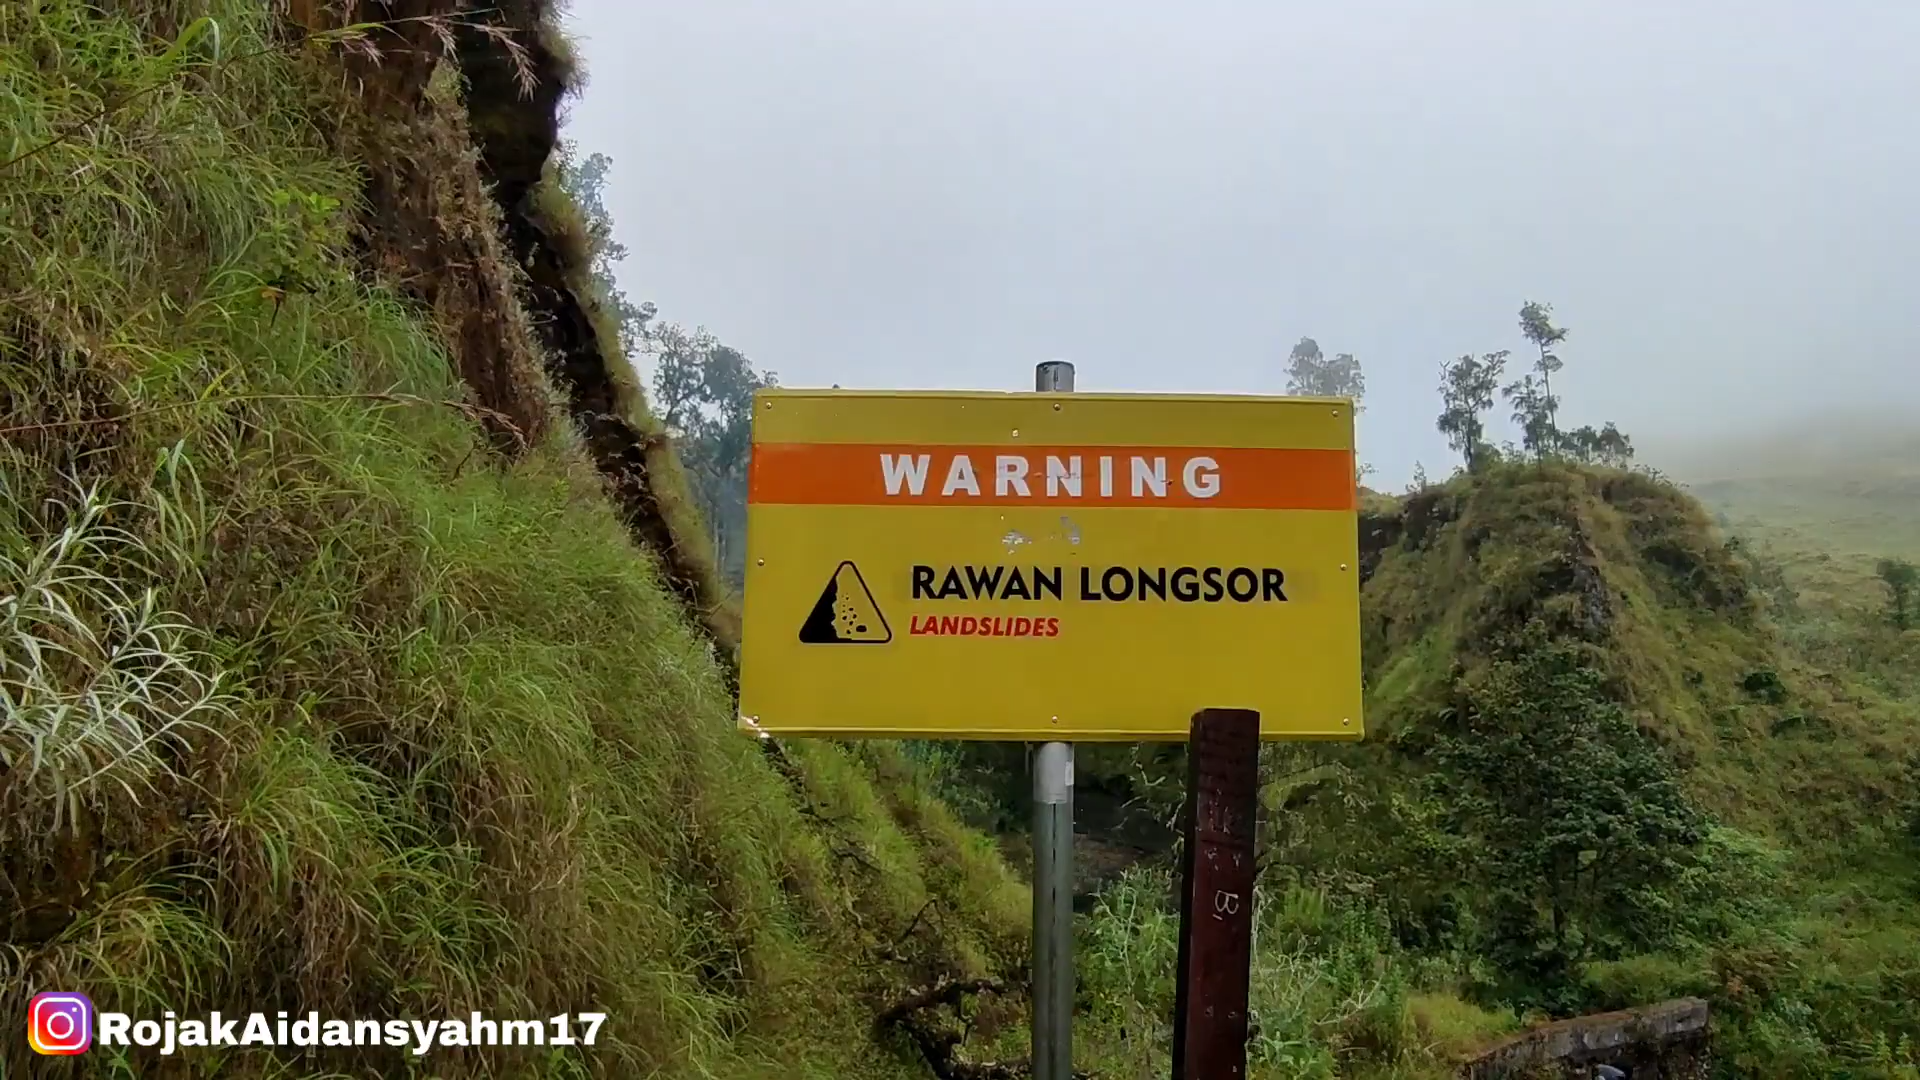 WARNING
RAWAN LONGSOR
LANDSLIDES
B
RojakAidansyahm17